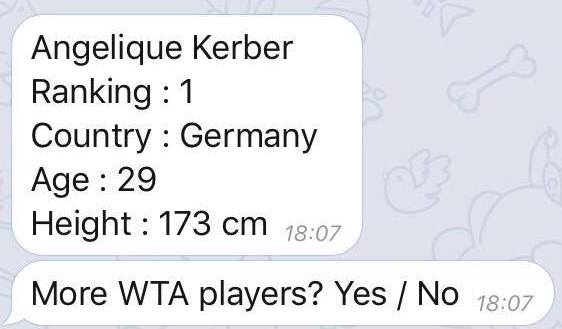 Angelique Kerber
Ranking : 1
Country : Germany
Age : 29
Height : 173 cm 18:07
More WTA players? Yes / No 18:07